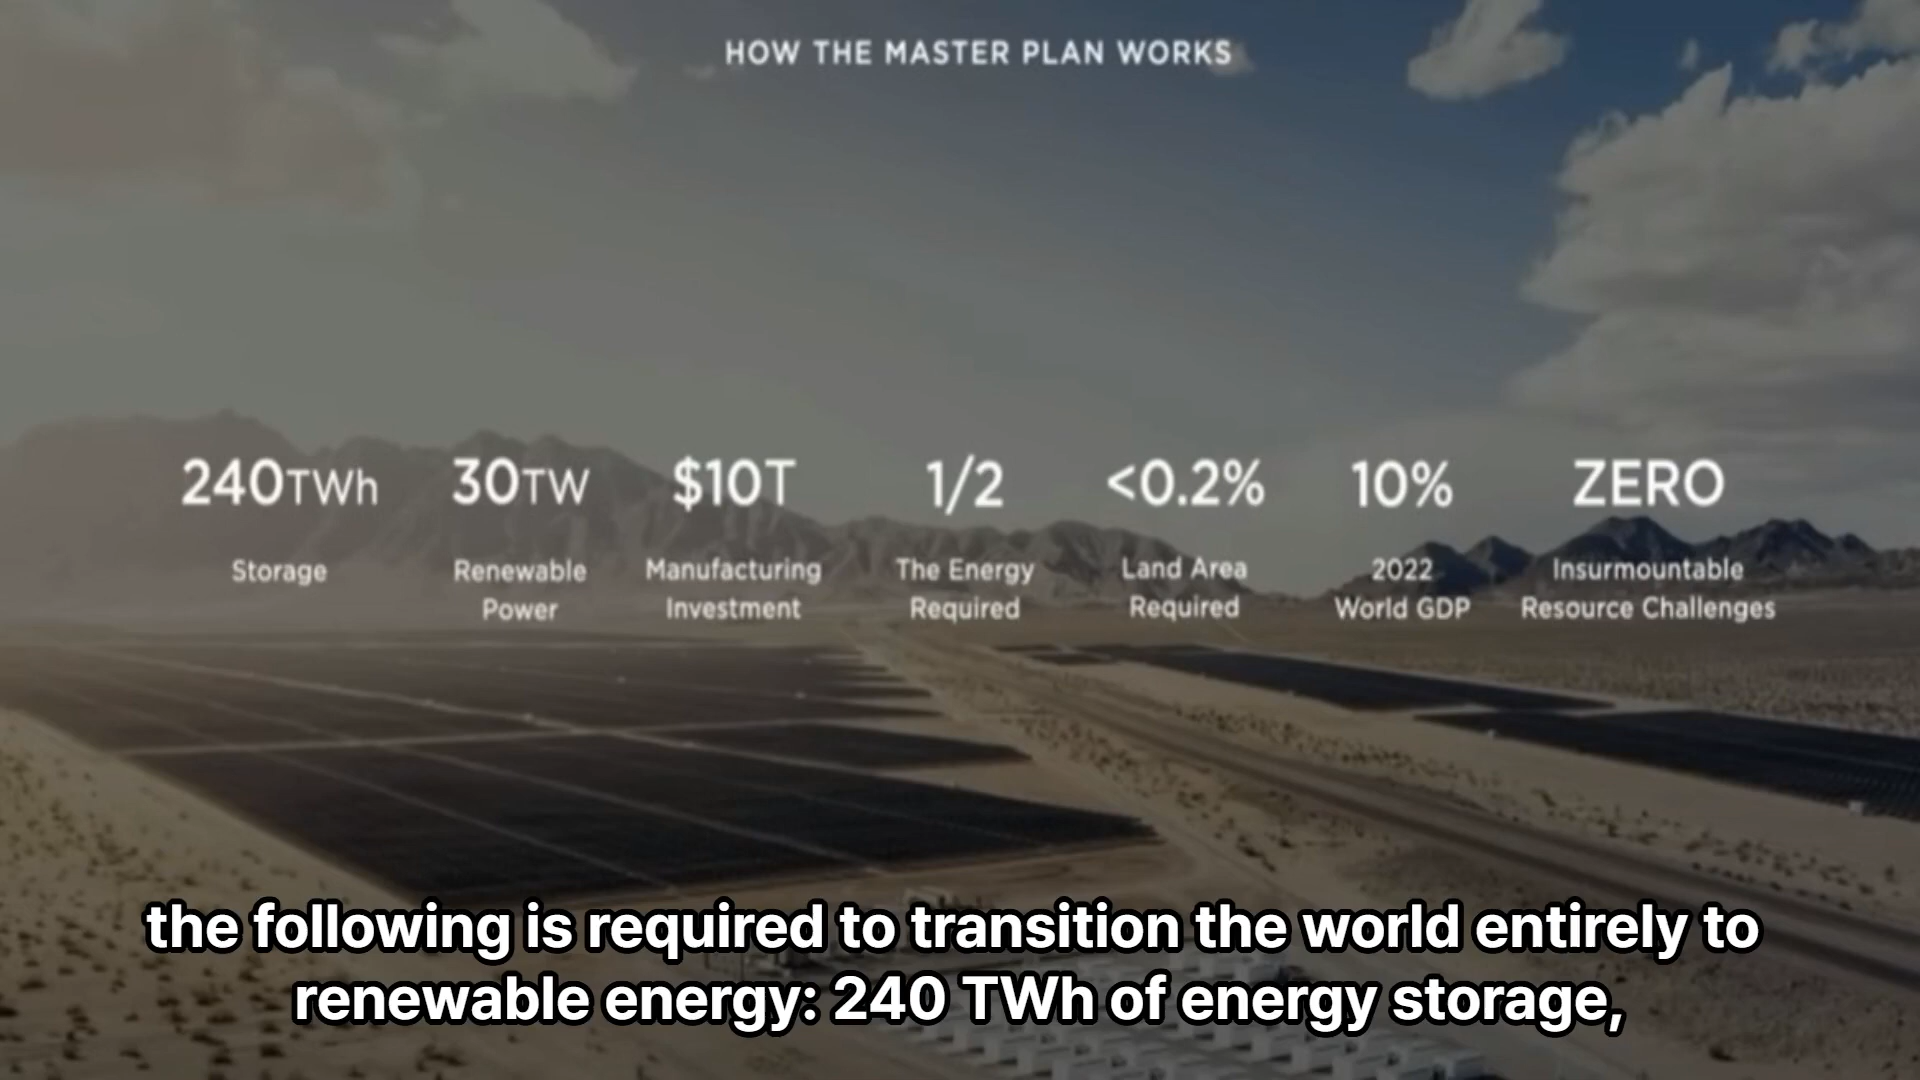 HOW THE MASTER PLAN WORKS
240TWh
Storage
30TW
Renewable
Power
$10T
Manufacturing
Investment
1/2
The Energy
Required
<0.2%
Land Area
Required
10%
2022
World GDP
ZERO
Insurmountable
Resource Challenges
the following is required to transition the world entirely to
renewable energy: 240 TWh of energy storage,